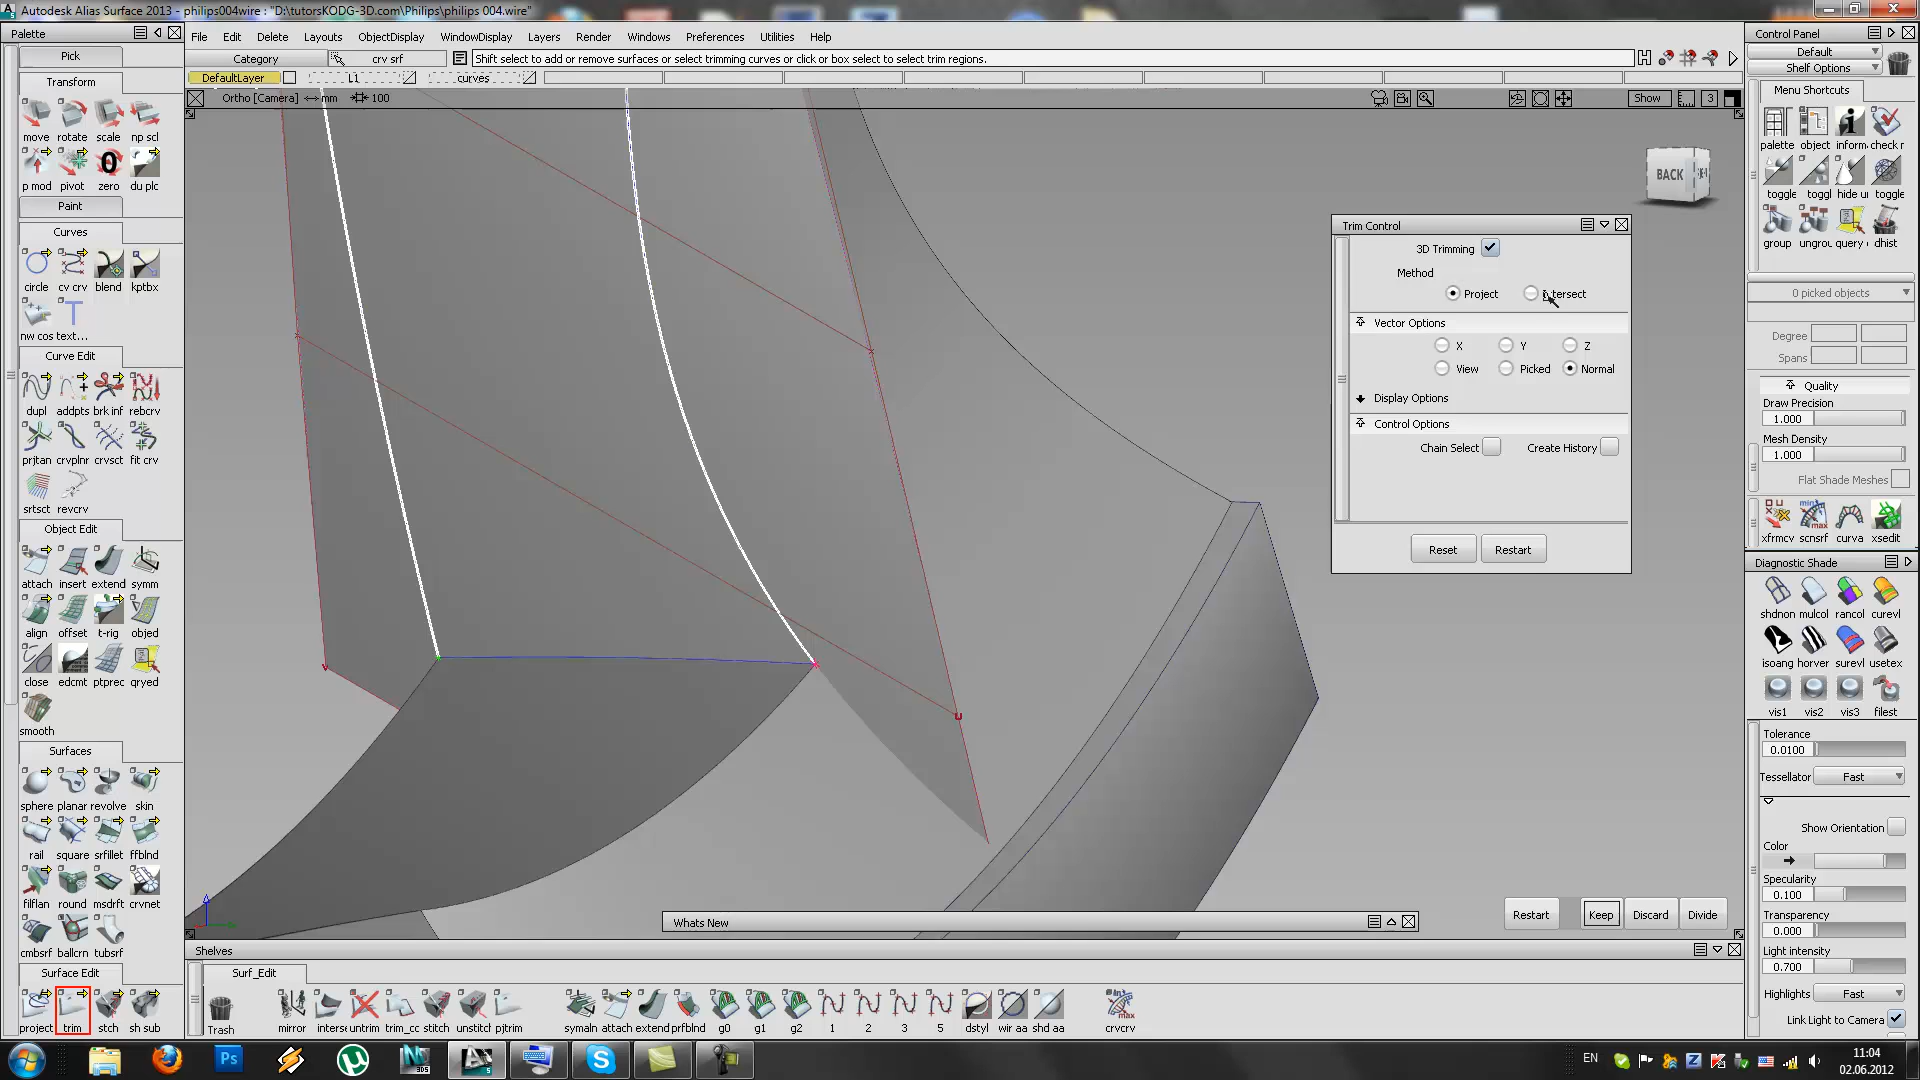 Autodesk Alias Surface 2013 - philips004wire : "D:\tutorsKODG-3D.com\Philips\philips 004.wire"
Palette
File Edit Delete Layouts ObjectDisplay WindowDisplay Layers Render Windows Preferences Utilities Help
Control Panel
Pick
Category
crv srf
Shift select to add or remove surfaces or select trimming curves or click or box select to select trim regions.
Default
Shelf Options
Transform
DefaultLayer
L1
curves
Menu Shortcuts
Ortho [Camera] mm 100
Show
3
move rotate scale np scl
palette object inform check r
p mod pivot zero du plc
toggle toggl hide u toggle
Paint
BACK
Curves
Trim Control
group ungrou query dhist
3D Trimming
Method
circle cv crv blend kptbx
Project
0 picked objects
Vector Options
nw cos text...
Degree
X Y Z
Spans
Curve Edit
View Picked Normal
Quality
Display Options
Draw Precision
dupl addpts brk inf rebcrv
1.000
Control Options
Mesh Density
Chain Select
Create History
1.000
prjtan crvplnr crvsct fit crv
Flat Shade Meshes
srtsct revcrv
Object Edit
xfrmcv scnsrf curva xsedit
Reset
Restart
Diagnostic Shade
attach insert extend symm
shdnon mulcol rancol curevl
align offset t-rig objed
isoang horver surevl usetex
close edcmt ptprec qryed
vis1 vis2 vis3 filest
smooth
Tolerance
0.0100
Surfaces
Tessellator Fast
sphere planar revolve skin
Show Orientation
Color
rail square srfillet ffblnd
Specularity
0.100
filflan round msdrft crvnet
Transparency
Whats New
Restart
Keep
Discard
Divide
0.000
cmbsrf ballcrn tubsrf
Shelves
Light intensity
0.700
Surface Edit
Surf_Edit
Highlights Fast
project trim stch sh sub
Trash
mirror inters untrim trim_cc stitch unstitcl pjtrim
symaln attach extend prfblnd g0 g1 g2 1 2 3 5 dstyl wir aa shd aa
crvcrv
Link Light to Camera
EN
11:04
02.06.2012